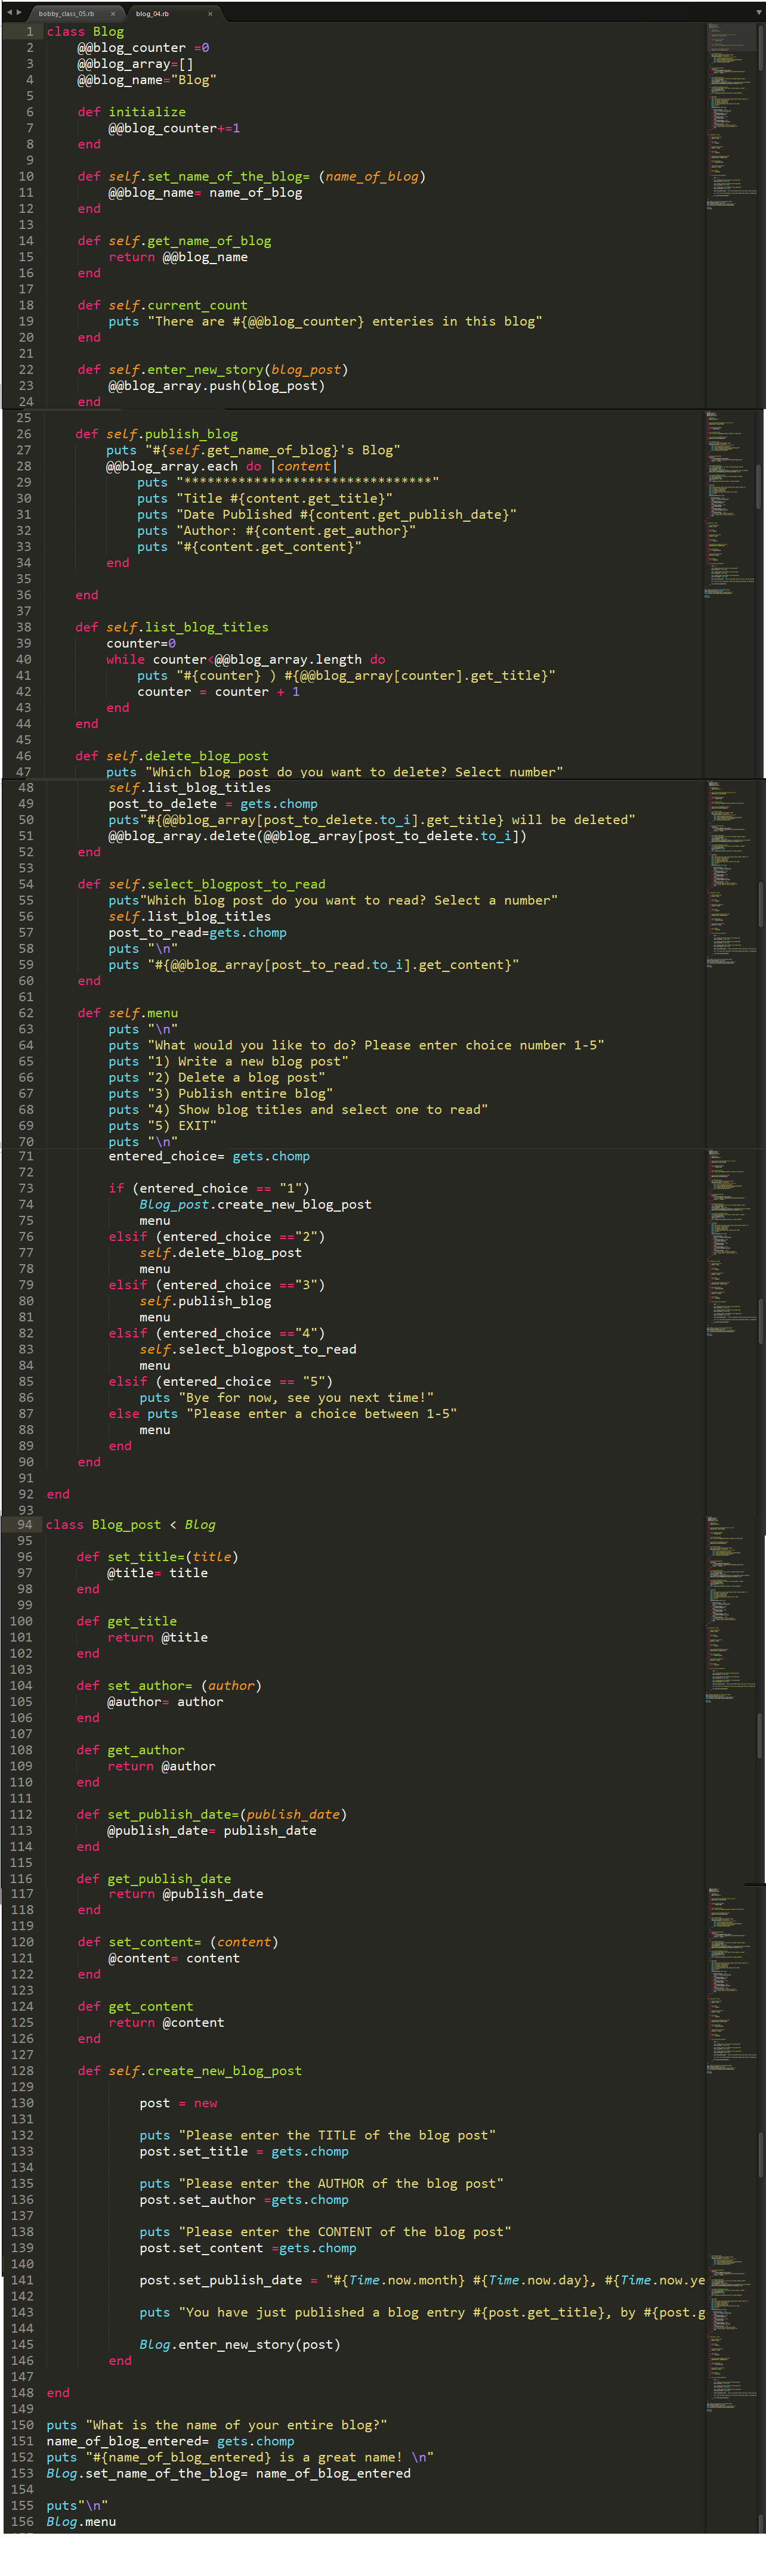 bobby_class_05.rb × blog_04.rb ×
1 class Blog
2     @@blog_counter =0
3     @@blog_array=[]
4     @@blog_name="Blog"
5
6     def initialize
7         @@blog_counter+=1
8     end
9
10     def self.set_name_of_the_blog= (name_of_blog)
11         @@blog_name= name_of_blog
12     end
13
14     def self.get_name_of_blog
15         return @@blog_name
16     end
17
18     def self.current_count
19         puts "There are #{@@blog_counter} enteries in this blog"
20     end
21
22     def self.enter_new_story(blog_post)
23         @@blog_array.push(blog_post)
24     end
25
26     def self.publish_blog
27         puts "#{self.get_name_of_blog}'s Blog"
28         @@blog_array.each do |content|
29             puts "********************************"
30             puts "Title #{content.get_title}"
31             puts "Date Published #{content.get_publish_date}"
32             puts "Author: #{content.get_author}"
33             puts "#{content.get_content}"
34         end
35
36     end
37
38     def self.list_blog_titles
39         counter=0
40         while counter<@@blog_array.length do
41             puts "#{counter} ) #{@@blog_array[counter].get_title}"
42             counter = counter + 1
43         end
44     end
45
46     def self.delete_blog_post
47         puts "Which blog post do you want to delete? Select number"
48         self.list_blog_titles
49         post_to_delete = gets.chomp
50         puts"#{@@blog_array[post_to_delete.to_i].get_title} will be deleted"
51         @@blog_array.delete(@@blog_array[post_to_delete.to_i])
52     end
53
54     def self.select_blogpost_to_read
55         puts"Which blog post do you want to read? Select a number"
56         self.list_blog_titles
57         post_to_read=gets.chomp
58         puts "\n"
59         puts "#{@@blog_array[post_to_read.to_i].get_content}"
60     end
61
62     def self.menu
63         puts "\n"
64         puts "What would you like to do? Please enter choice number 1-5"
65         puts "1) Write a new blog post"
66         puts "2) Delete a blog post"
67         puts "3) Publish entire blog"
68         puts "4) Show blog titles and select one to read"
69         puts "5) EXIT"
70         puts "\n"
71         entered_choice= gets.chomp
72
73         if (entered_choice == "1")
74             Blog_post.create_new_blog_post
75             menu
76         elsif (entered_choice =="2")
77             self.delete_blog_post
78             menu
79         elsif (entered_choice =="3")
80             self.publish_blog
81             menu
82         elsif (entered_choice =="4")
83             self.select_blogpost_to_read
84             menu
85         elsif (entered_choice == "5")
86             puts "Bye for now, see you next time!"
87         else puts "Please enter a choice between 1-5"
88             menu
89         end
90     end
91
92 end
93
94 class Blog_post < Blog
95
96     def set_title=(title)
97         @title= title
98     end
99
100     def get_title
101         return @title
102     end
103
104     def set_author= (author)
105         @author= author
106     end
107
108     def get_author
109         return @author
110     end
111
112     def set_publish_date=(publish_date)
113         @publish_date= publish_date
114     end
115
116     def get_publish_date
117         return @publish_date
118     end
119
120     def set_content= (content)
121         @content= content
122     end
123
124     def get_content
125         return @content
126     end
127
128     def self.create_new_blog_post
129
130             post = new
131
132             puts "Please enter the TITLE of the blog post"
133             post.set_title = gets.chomp
134
135             puts "Please enter the AUTHOR of the blog post"
136             post.set_author =gets.chomp
137
138             puts "Please enter the CONTENT of the blog post"
139             post.set_content =gets.chomp
140
141             post.set_publish_date = "#{Time.now.month} #{Time.now.day}, #{Time.now.ye
142
143             puts "You have just published a blog entry #{post.get_title}, by #{post.g
144
145             Blog.enter_new_story(post)
146         end
147
148 end
149
150 puts "What is the name of your entire blog?"
151 name_of_blog_entered= gets.chomp
152 puts "#{name_of_blog_entered} is a great name! \n"
153 Blog.set_name_of_the_blog= name_of_blog_entered
154
155 puts"\n"
156 Blog.menu